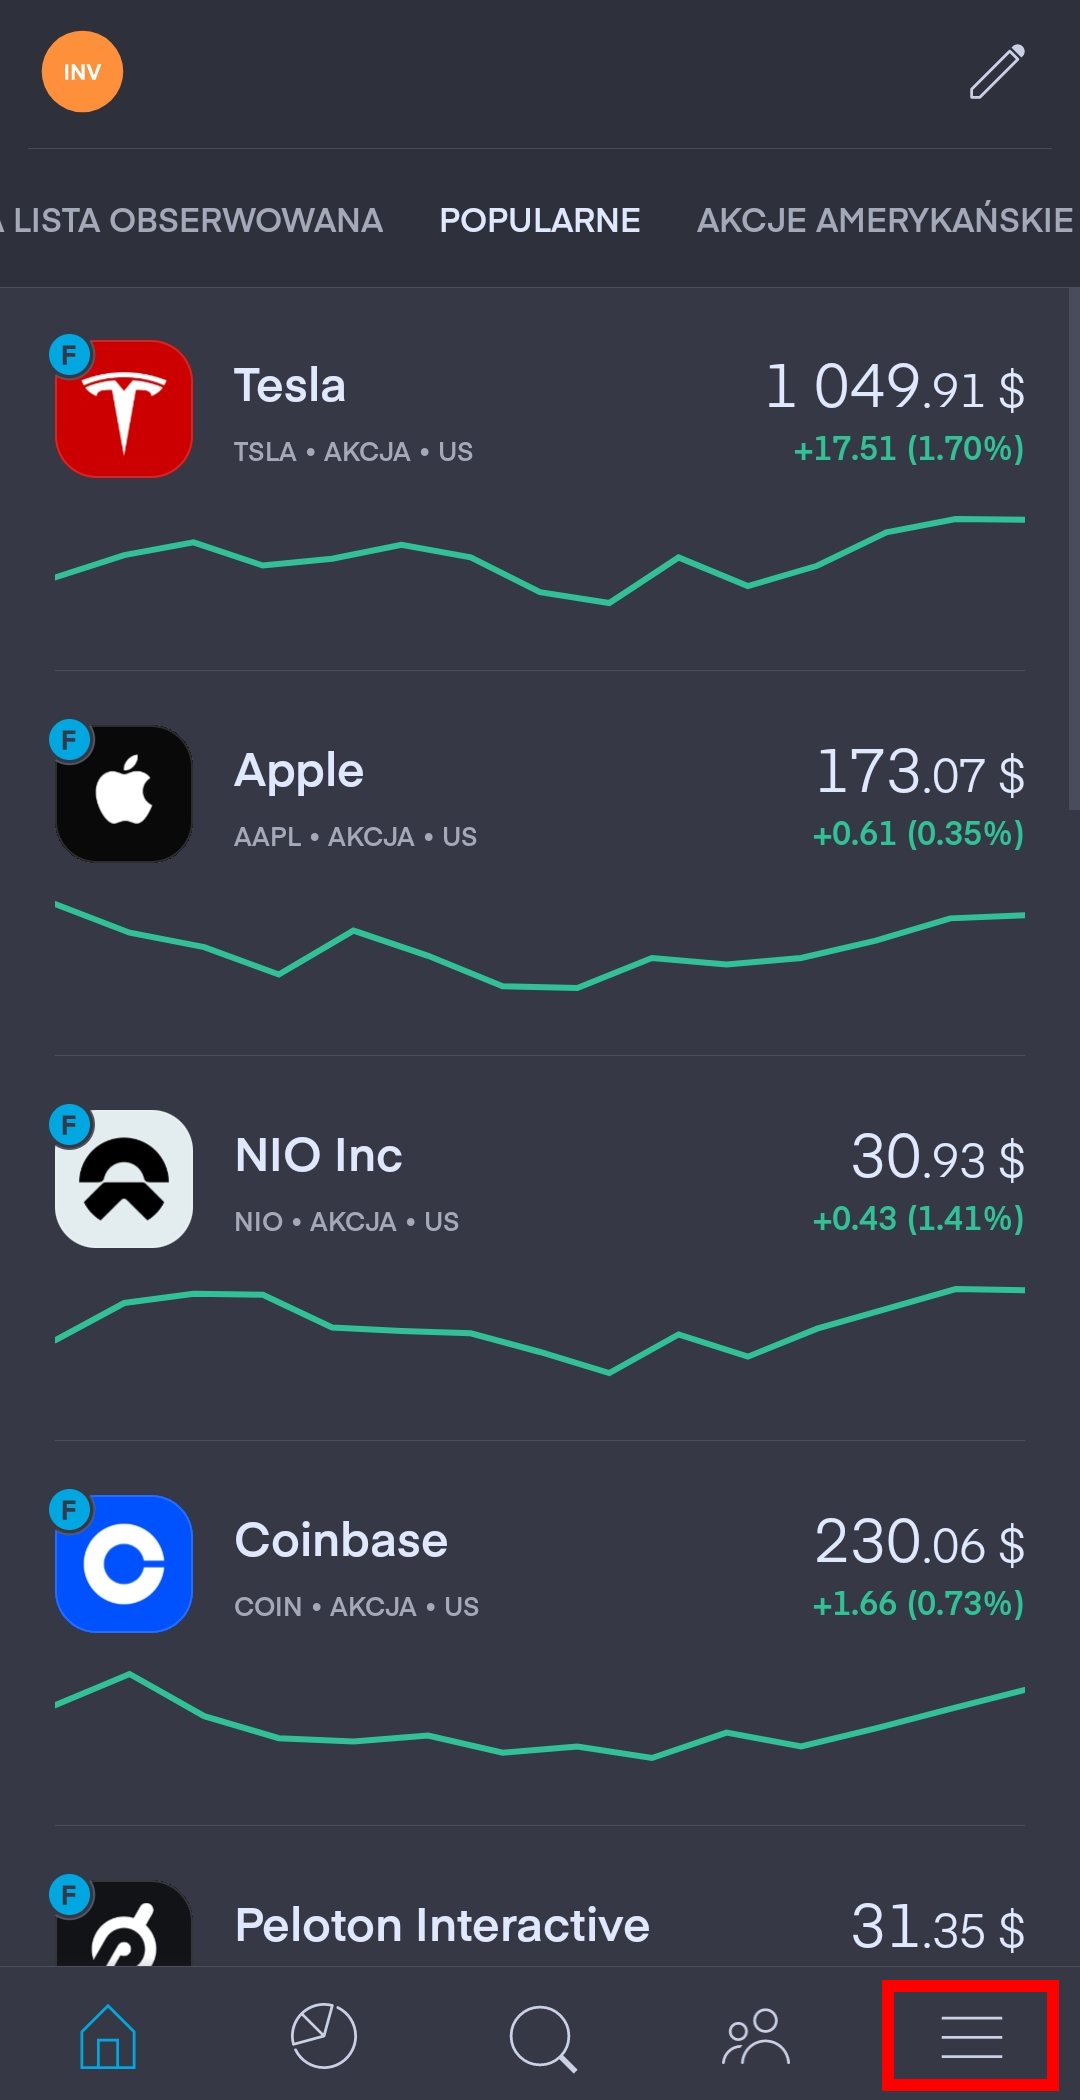 INV
LISTA OBSERWOWANA
POPULARNE
AKCJE AMERYKAŃSKIE
F
Tesla
1 049.91 $
TSLA • AKCJA • US
+17.51 (1.70%)
F
Apple
173.07 $
AAPL • AKCJA • US
+0.61 (0.35%)
F
NIO Inc
30.93 $
NIO • AKCJA • US
+0.43 (1.41%)
F
Coinbase
230.06 $
COIN • AKCJA • US
+1.66 (0.73%)
F
Peloton Interactive
31.35 $